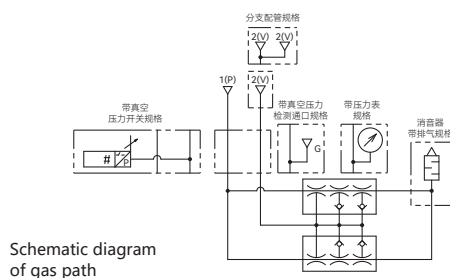 分支配管规格
2(V) 2(V)
1(P) 2(V)
带真空
压力开关规格
带真空压力
检测通口规格
带压力表
规格
消音器
带排气规格
G
# P
Schematic diagram
of gas path